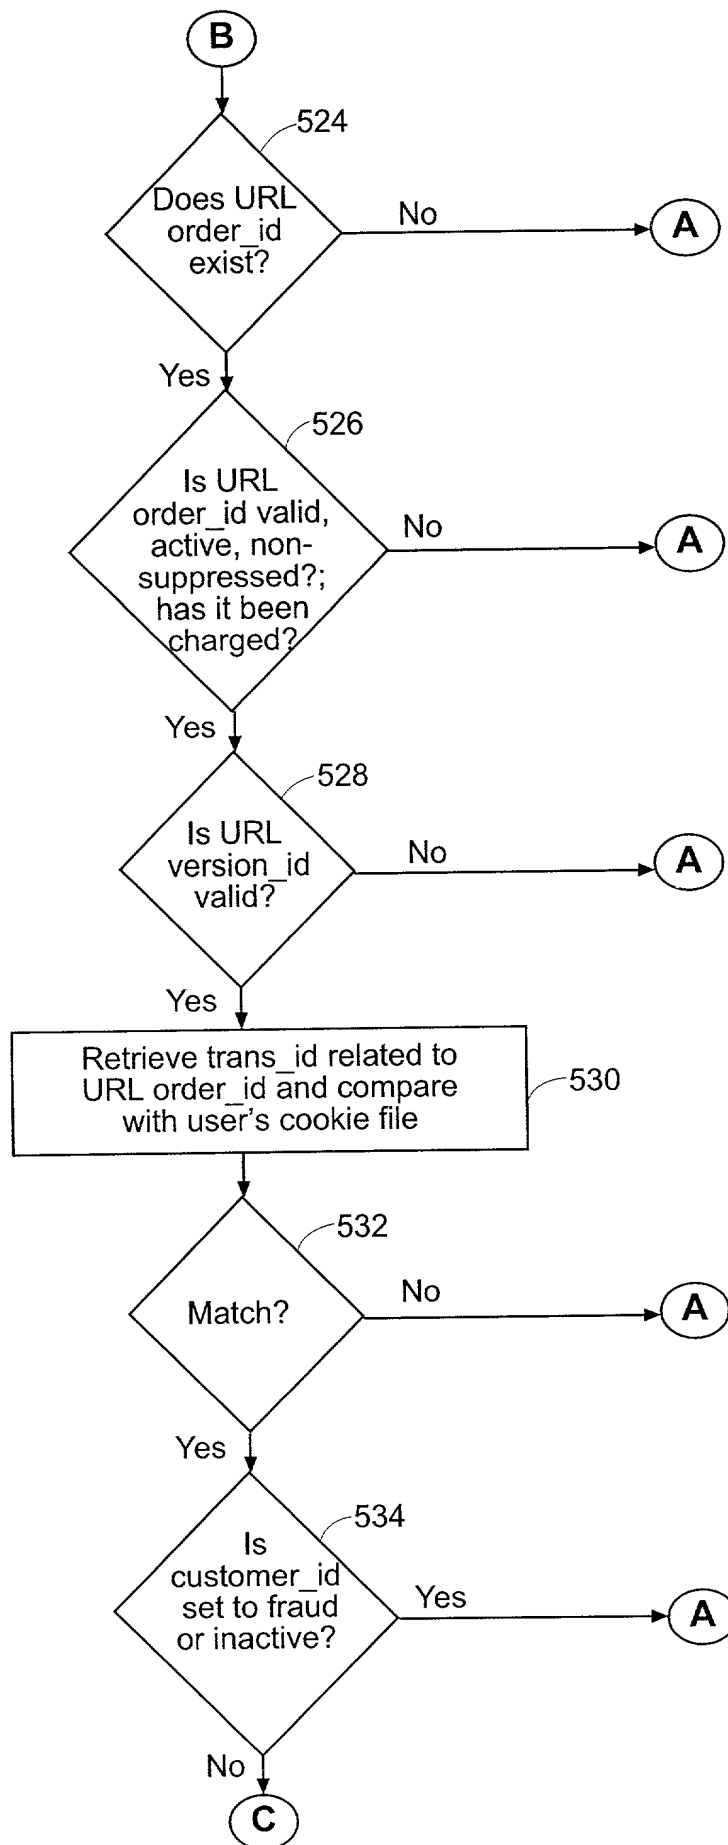 B
524
Does URL
order_id
exist?
No
A
Yes
526
Is URL
order_id valid,
active, non-
suppressed?;
has it been
charged?
No
A
Yes
528
Is URL
version_id
valid?
No
A
Yes
Retrieve trans_id related to
URL order_id and compare
with user's cookie file
530
532
Match?
No
A
Yes
534
Is
customer_id
set to fraud
or inactive?
Yes
A
No
C